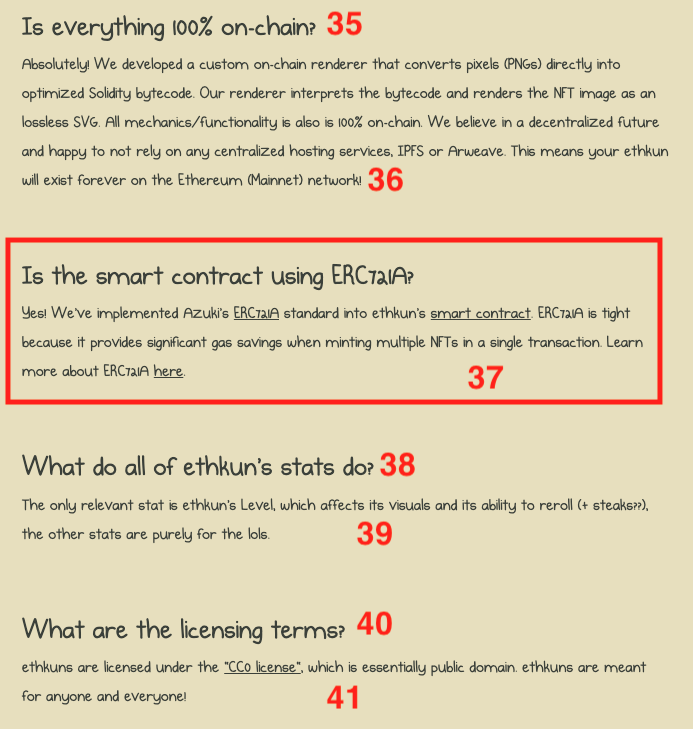 Is everything 100% on-chain? 35
Absolutely! We developed a custom on-chain renderer that converts pixels (PNGs) directly into
optimized Solidity bytecode. Our renderer interprets the bytecode and renders the NFT image as an
lossless SVG. All mechanics/functionality is also is 100% on-chain. We believe in a decentralized future
and happy to not rely on any centralized hosting services, IPFS or Arweave. This means your ethkun
will exist forever on the Ethereum (Mainnet) network! 36
Is the smart contract using ERC721A?
Yes! We've implemented Azuki's ERC721A standard into ethkun's smart contract. ERC721A is tight
because it provides significant gas savings when minting multiple NFTs in a single transaction. Learn
more about ERC721A here. 37
What do all of ethkun's stats do? 38
The only relevant stat is ethkun's Level, which affects its visuals and its ability to reroll (+ steaks??),
the other stats are purely for the lols. 39
What are the licensing terms? 40
ethkuns are licensed under the "CC0 license", which is essentially public domain. ethkuns are meant
for anyone and everyone! 41